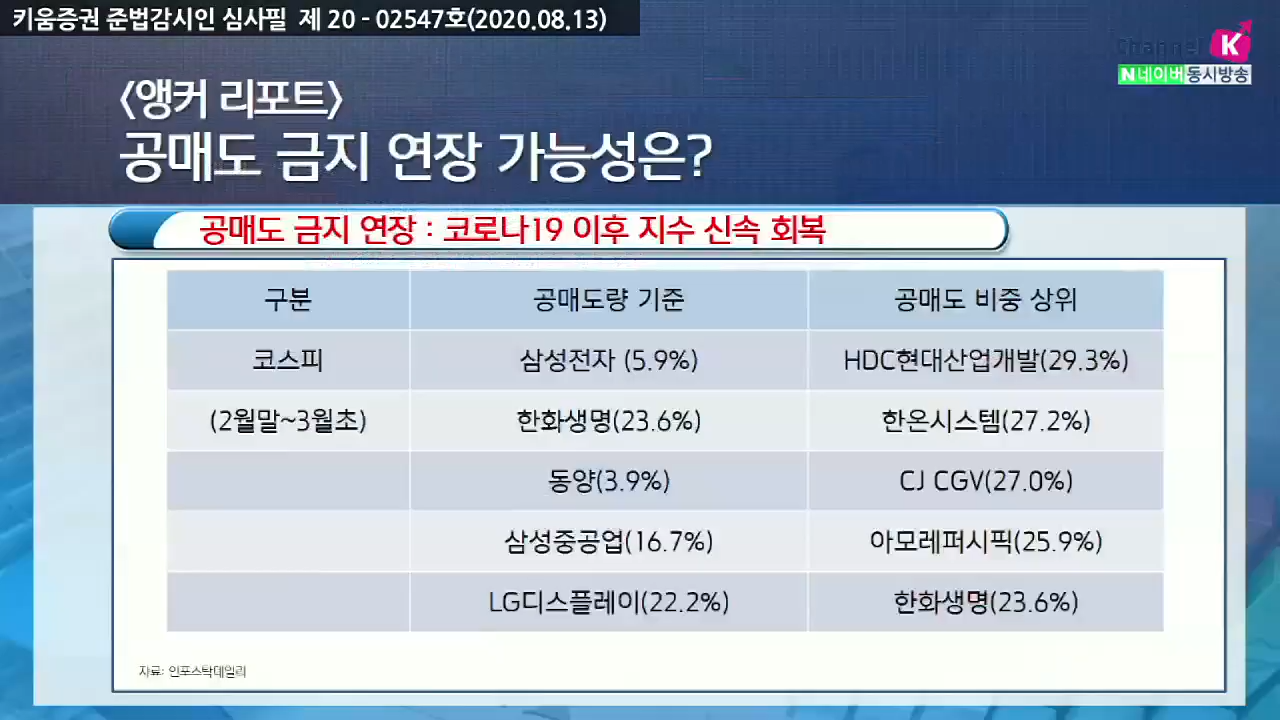 키움증권 준법감시인 심사필 제 20 - 02547호(2020.08.13)
Channel K
N네이버동시방송
<앵커 리포트>
공매도 금지 연장 가능성은?
공매도 금지 연장 : 코로나19 이후 지수 신속 회복
구분 공매도량 기준 공매도 비중 상위
코스피 삼성전자 (5.9%) HDC현대산업개발(29.3%)
(2월말~3월초) 한화생명(23.6%) 한온시스템(27.2%)
동양(3.9%) CJ CGV(27.0%)
삼성중공업(16.7%) 아모레퍼시픽(25.9%)
LG디스플레이(22.2%) 한화생명(23.6%)
자료: 인포스탁데일리